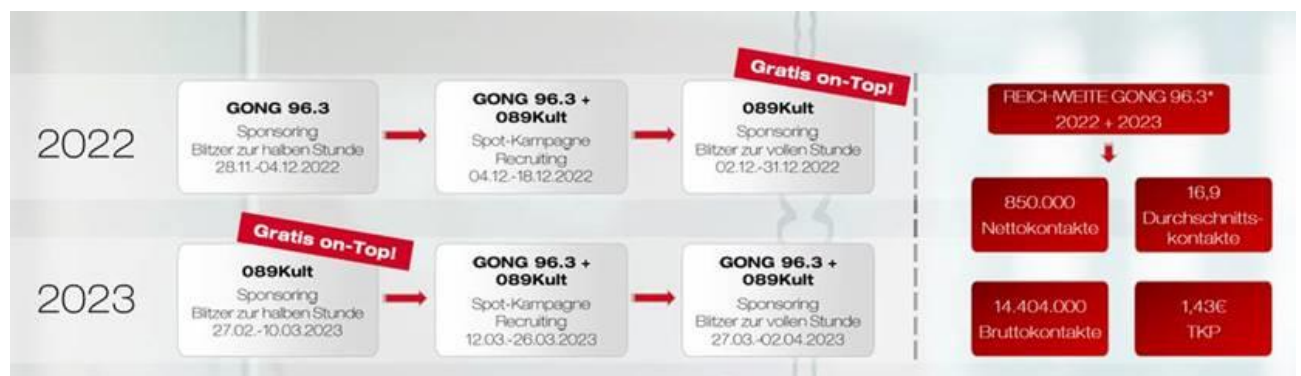 2022
GONG 96.3
Sponsoring
Blitzer zur halben Stunde
28.11.-04.12.2022
GONG 96.3 +
089Kult
Spot-Kampagne
Recruiting
04.12.-18.12.2022
Gratis on-Top!
089Kult
Sponsoring
Blitzer zur vollen Stunde
02.12.-31.12.2022
2023
Gratis on-Top!
089Kult
Sponsoring
Blitzer zur halben Stunde
27.02.-10.03.2023
GONG 96.3 +
089Kult
Spot-Kampagne
Recruiting
12.03.-26.03.2023
GONG 96.3 +
089Kult
Sponsoring
Blitzer zur vollen Stunde
27.03.-02.04.2023
REICHWEITE GONG 96.3*
2022 + 2023
850.000
Nettokontakte
16,9
Durchschnitts-
kontakte
14.404.000
Bruttokontakte
1,43€
TKP